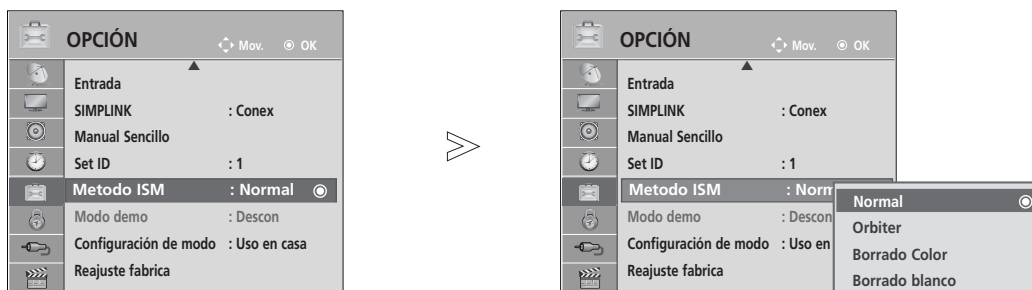 OPCIÓN Mov. OK
Entrada
SIMPLINK : Conex
Manual Sencillo
Set ID : 1
Metodo ISM : Normal
Modo demo : Descon
Configuración de modo : Uso en casa
Reajuste fabrica
OPCIÓN Mov. OK
Entrada
SIMPLINK : Conex
Manual Sencillo
Set ID : 1
Metodo ISM : Norm
Modo demo : Descon
Configuración de modo : Uso en
Reajuste fabrica
Normal
Orbiter
Borrado Color
Borrado blanco